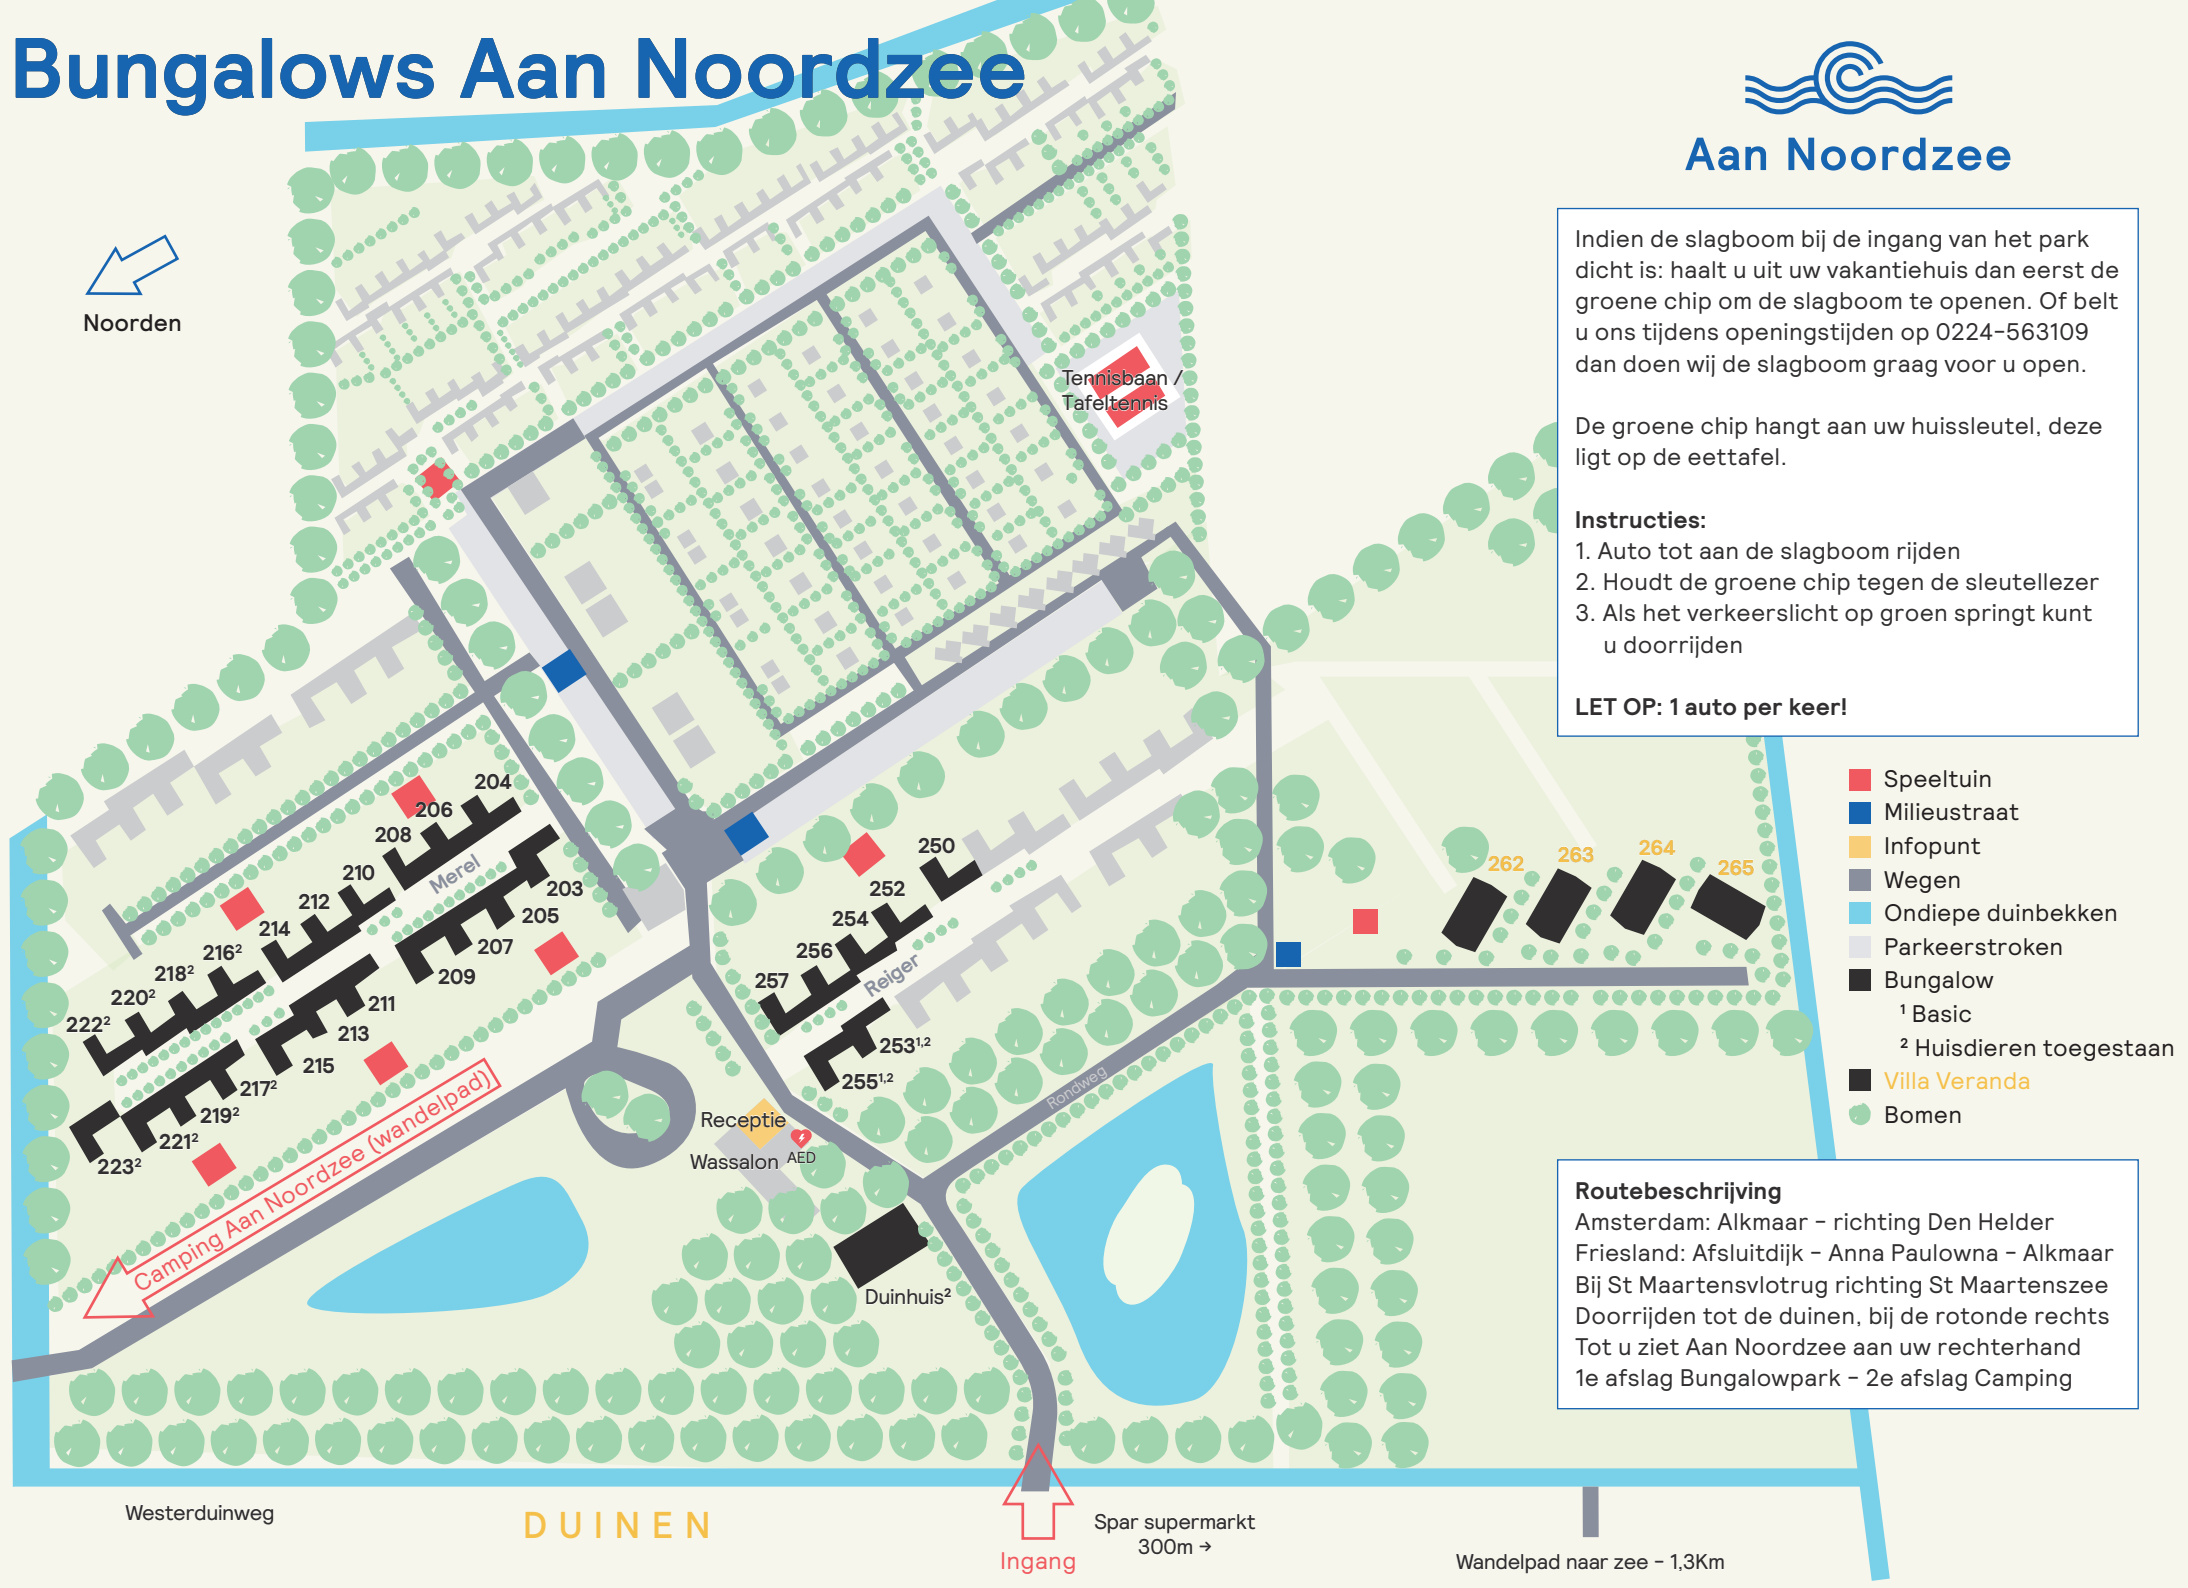 Bungalows Aan Noordzee
Aan Noordzee
Noorden
Indien de slagboom bij de ingang van het park
dicht is: haalt u uit uw vakantiehuis dan eerst de
groene chip om de slagboom te openen. Of belt
u ons tijdens openingstijden op 0224-563109
dan doen wij de slagboom graag voor u open.
De groene chip hangt aan uw huissleutel, deze
ligt op de eettafel.
Instructies:
1. Auto tot aan de slagboom rijden
2. Houdt de groene chip tegen de sleutellezer
3. Als het verkeerslicht op groen springt kunt
u doorrijden
LET OP: 1 auto per keer!
Tennisbaan /
Tafeltennis
Speeltuin
Milieustraat
Infopunt
Wegen
Ondiepe duinbekken
Parkeerstroken
Bungalow
¹ Basic
² Huisdieren toegestaan
Villa Veranda
Bomen
204
206
208
210
212
214
216²
218²
220²
222²
Merel
203
205
207
209
211
213
215
217²
219²
221²
223²
250
252
254
256
257
Reiger
253¹,²
255¹,²
262
263
264
265
Rondweg
Receptie
Wassalon
AED
Duinhuis²
Camping Aan Noordzee (wandelpad)
Routebeschrijving
Amsterdam: Alkmaar - richting Den Helder
Friesland: Afsluitdijk - Anna Paulowna - Alkmaar
Bij St Maartensvlotrug richting St Maartenszee
Doorrijden tot de duinen, bij de rotonde rechts
Tot u ziet Aan Noordzee aan uw rechterhand
1e afslag Bungalowpark - 2e afslag Camping
Westerduinweg
DUINEN
Ingang
Spar supermarkt
300m →
Wandelpad naar zee - 1,3Km